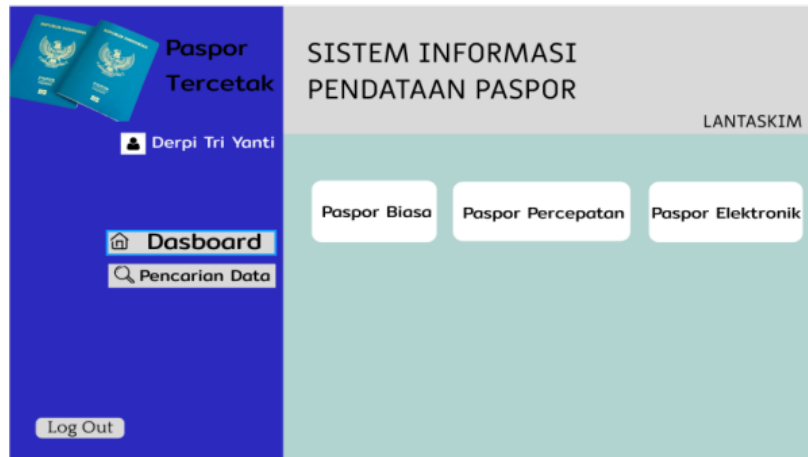 Paspor
Tercetak
SISTEM INFORMASI
PENDATAAN PASPOR
LANTASKIM
Derpi Tri Yanti
Paspor Biasa
Paspor Percepatan
Paspor Elektronik
Dasboard
Pencarian Data
Log Out